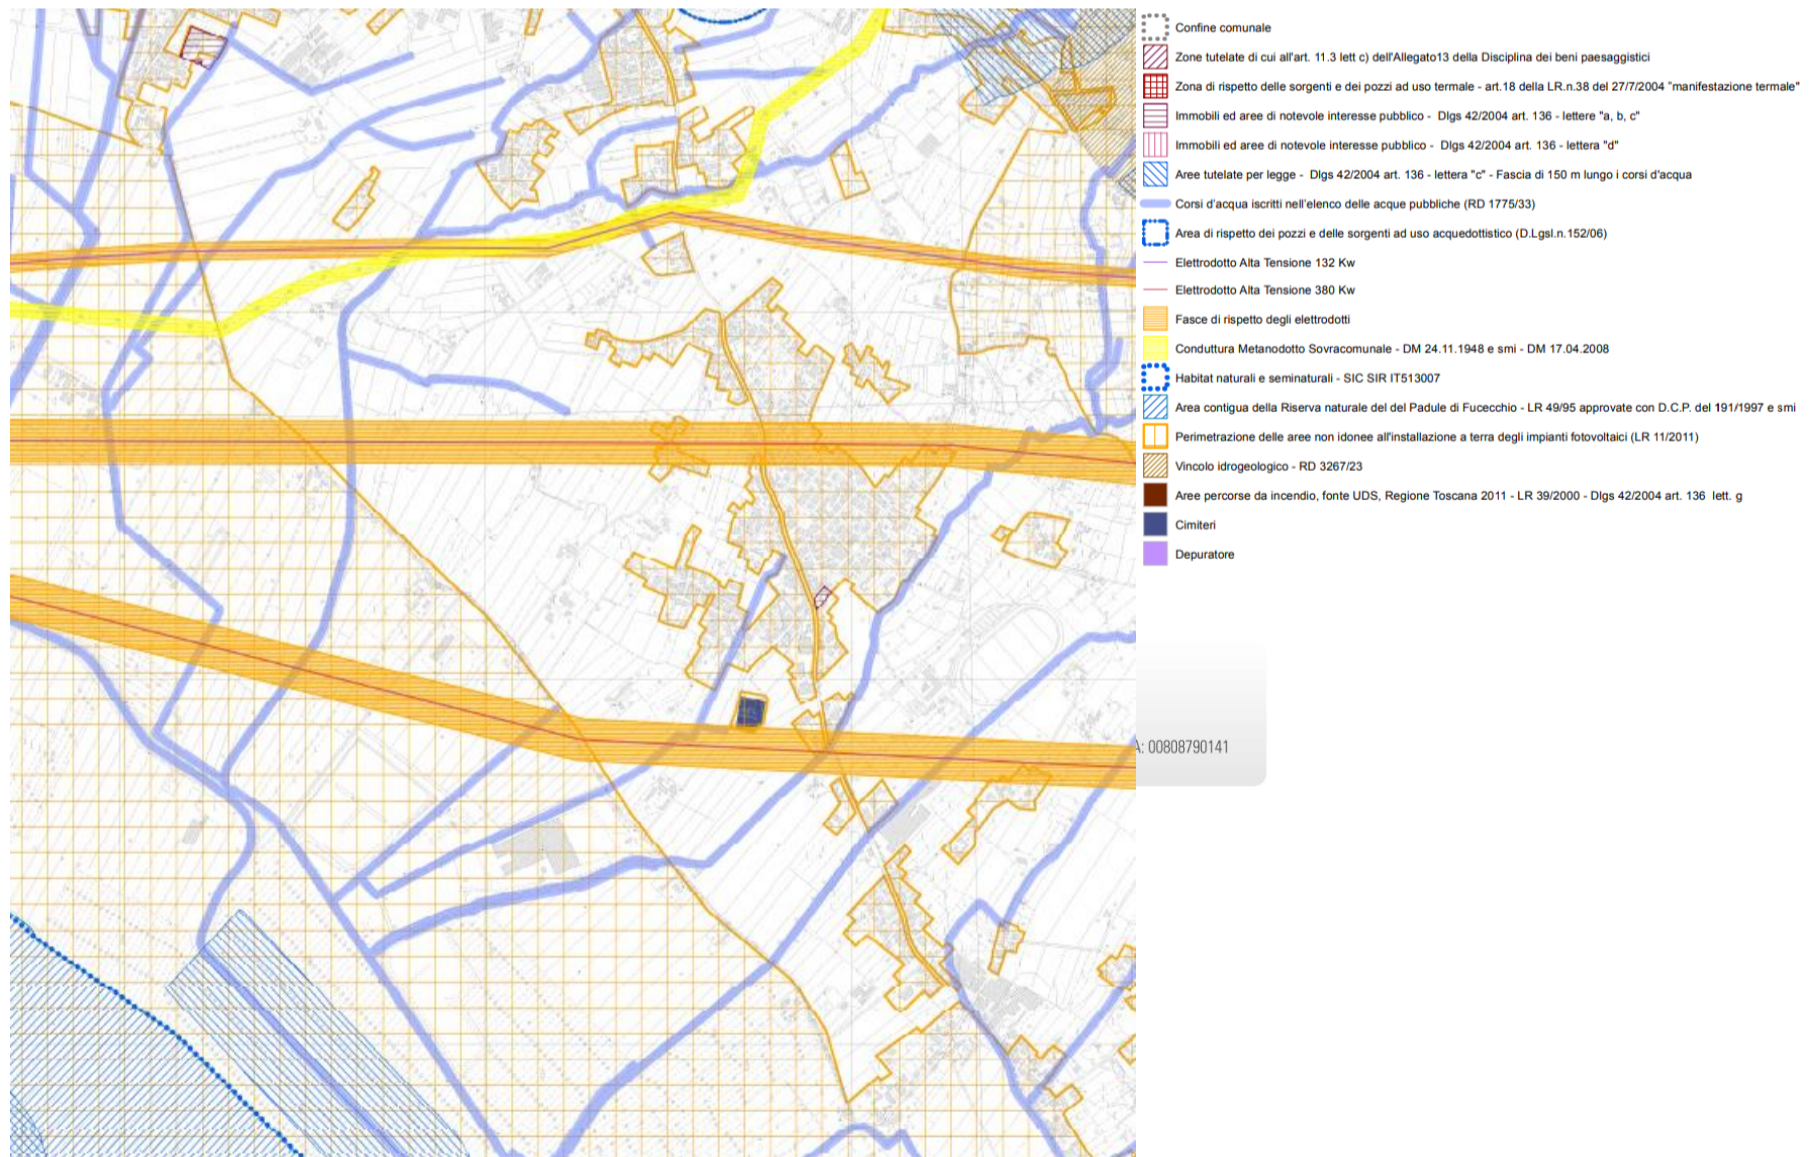 Confine comunale
Zone tutelate di cui all'art. 11.3 lett c) dell'Allegato13 della Disciplina dei beni paesaggistici
Zona di rispetto delle sorgenti e dei pozzi ad uso termale - art.18 della LR.n.38 del 27/7/2004 "manifestazione termale"
Immobili ed aree di notevole interesse pubblico - Dlgs 42/2004 art. 136 - lettere "a, b, c"
Immobili ed aree di notevole interesse pubblico - Dlgs 42/2004 art. 136 - lettera "d"
Aree tutelate per legge - Dlgs 42/2004 art. 136 - lettera "c" - Fascia di 150 m lungo i corsi d'acqua
Corsi d'acqua iscritti nell'elenco delle acque pubbliche (RD 1775/33)
Area di rispetto dei pozzi e delle sorgenti ad uso acquedottistico (D.Lgsl.n.152/06)
Elettrodotto Alta Tensione 132 Kw
Elettrodotto Alta Tensione 380 Kw
Fasce di rispetto degli elettrodotti
Conduttura Metanodotto Sovracomunale - DM 24.11.1948 e smi - DM 17.04.2008
Habitat naturali e seminaturali - SIC SIR IT513007
Area contigua della Riserva naturale del del Padule di Fucecchio - LR 49/95 approvate con D.C.P. del 191/1997 e smi
Perimetrazione delle aree non idonee all'installazione a terra degli impianti fotovoltaici (LR 11/2011)
Vincolo idrogeologico - RD 3267/23
Aree percorse da incendio, fonte UDS, Regione Toscana 2011 - LR 39/2000 - Dlgs 42/2004 art. 136 lett. g
Cimiteri
Depuratore
A: 00808790141